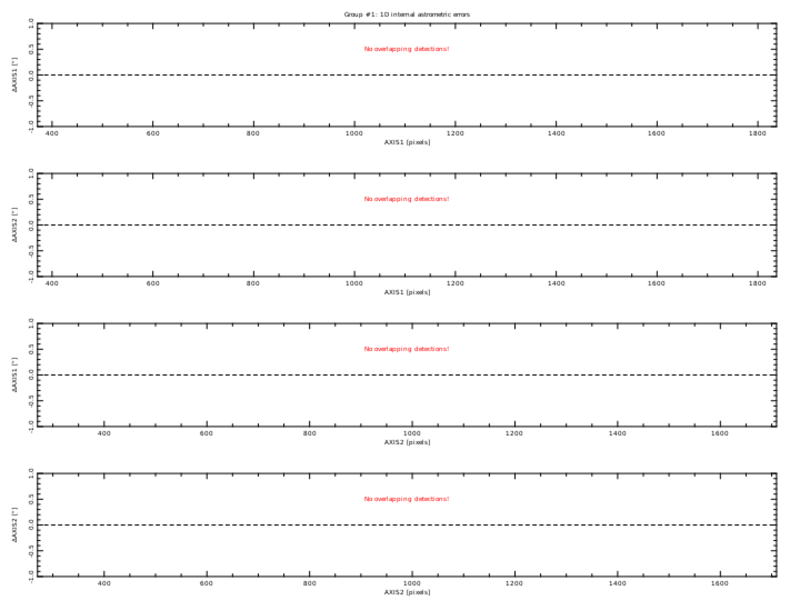 Group #1: 1D internal astrometric errors
1.0
0.5
0.0
-0.5
-1.0
ΔAXIS1 ["]
No overlapping detections!
400 600 800 1000 1200 1400 1600 1800
AXIS1 [pixels]
1.0
0.5
0.0
-0.5
-1.0
ΔAXIS2 ["]
No overlapping detections!
400 600 800 1000 1200 1400 1600 1800
AXIS1 [pixels]
1.0
0.5
0.0
-0.5
-1.0
ΔAXIS1 ["]
No overlapping detections!
400 600 800 1000 1200 1400 1600
AXIS2 [pixels]
1.0
0.5
0.0
-0.5
-1.0
ΔAXIS2 ["]
No overlapping detections!
400 600 800 1000 1200 1400 1600
AXIS2 [pixels]